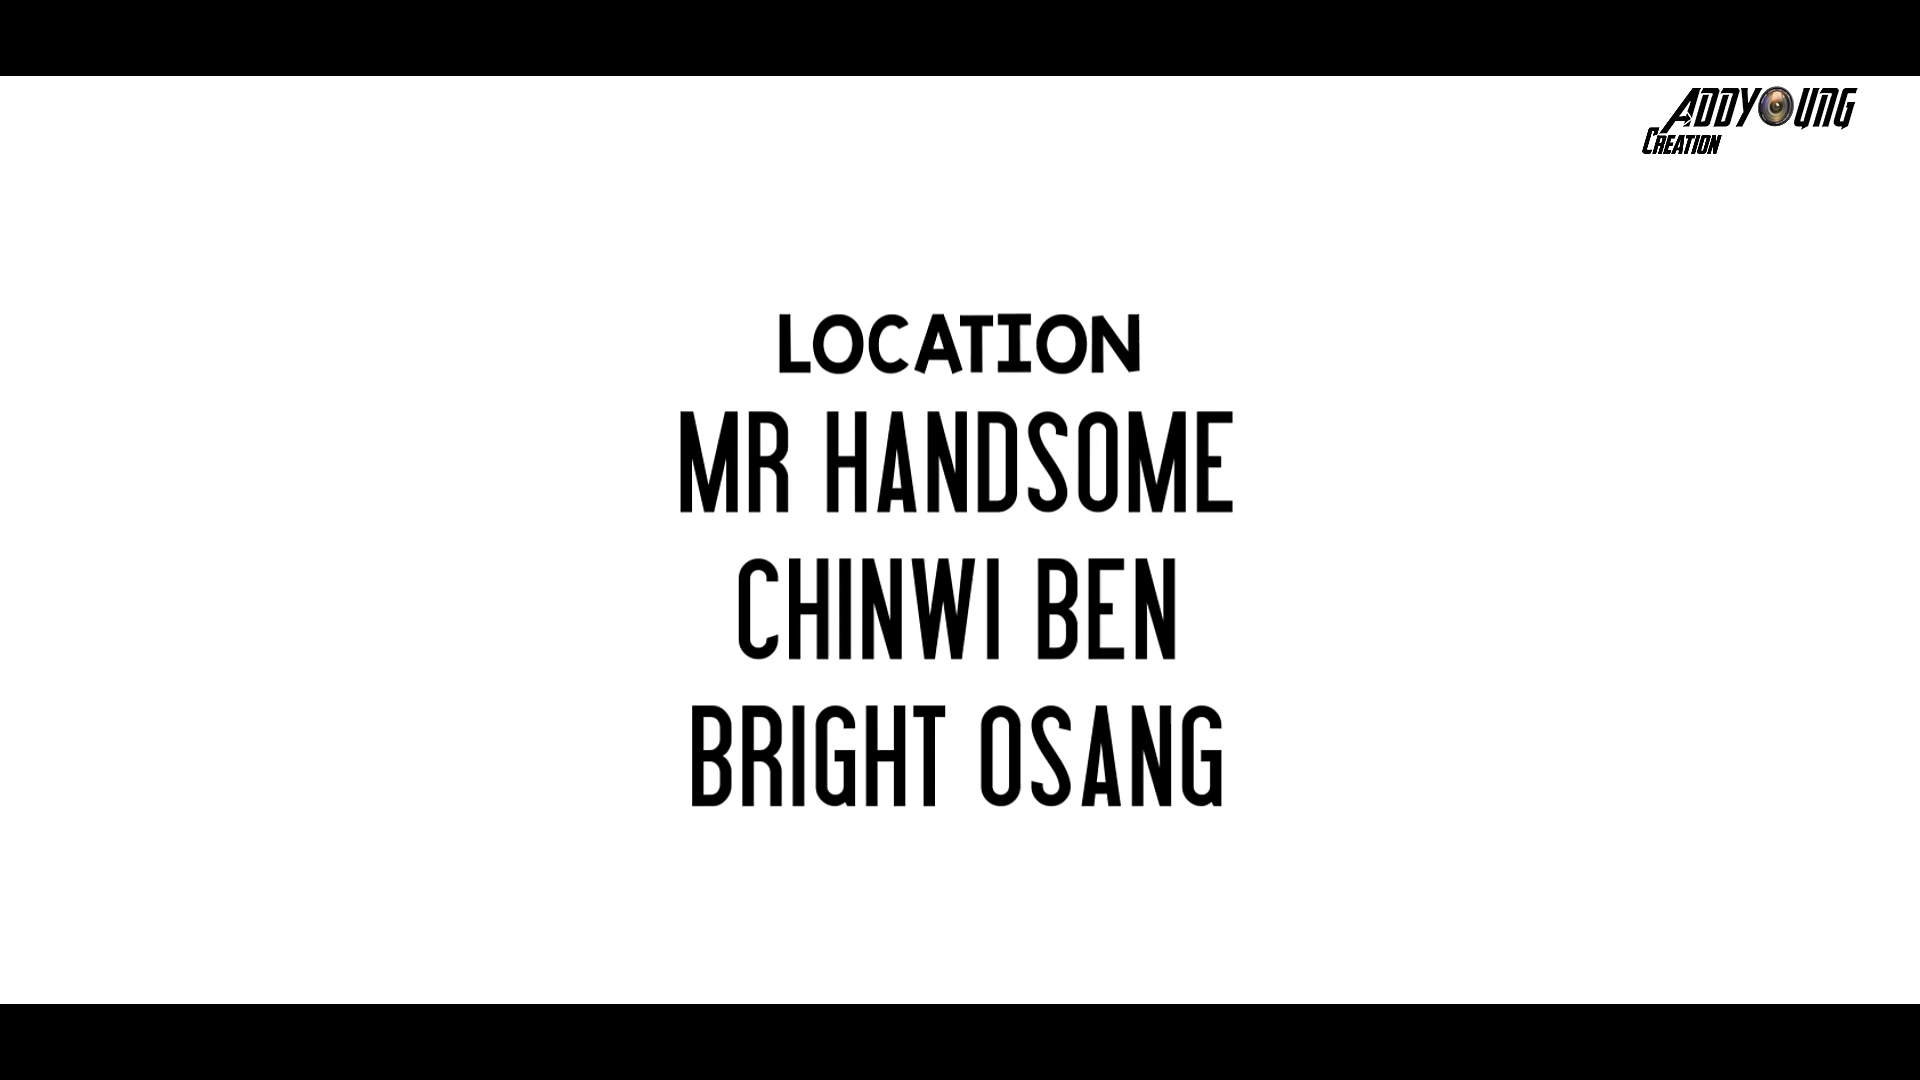 ADDYOUNG
CREATION
LOCATION
MR HANDSOME
CHINWI BEN
BRIGHT OSANG